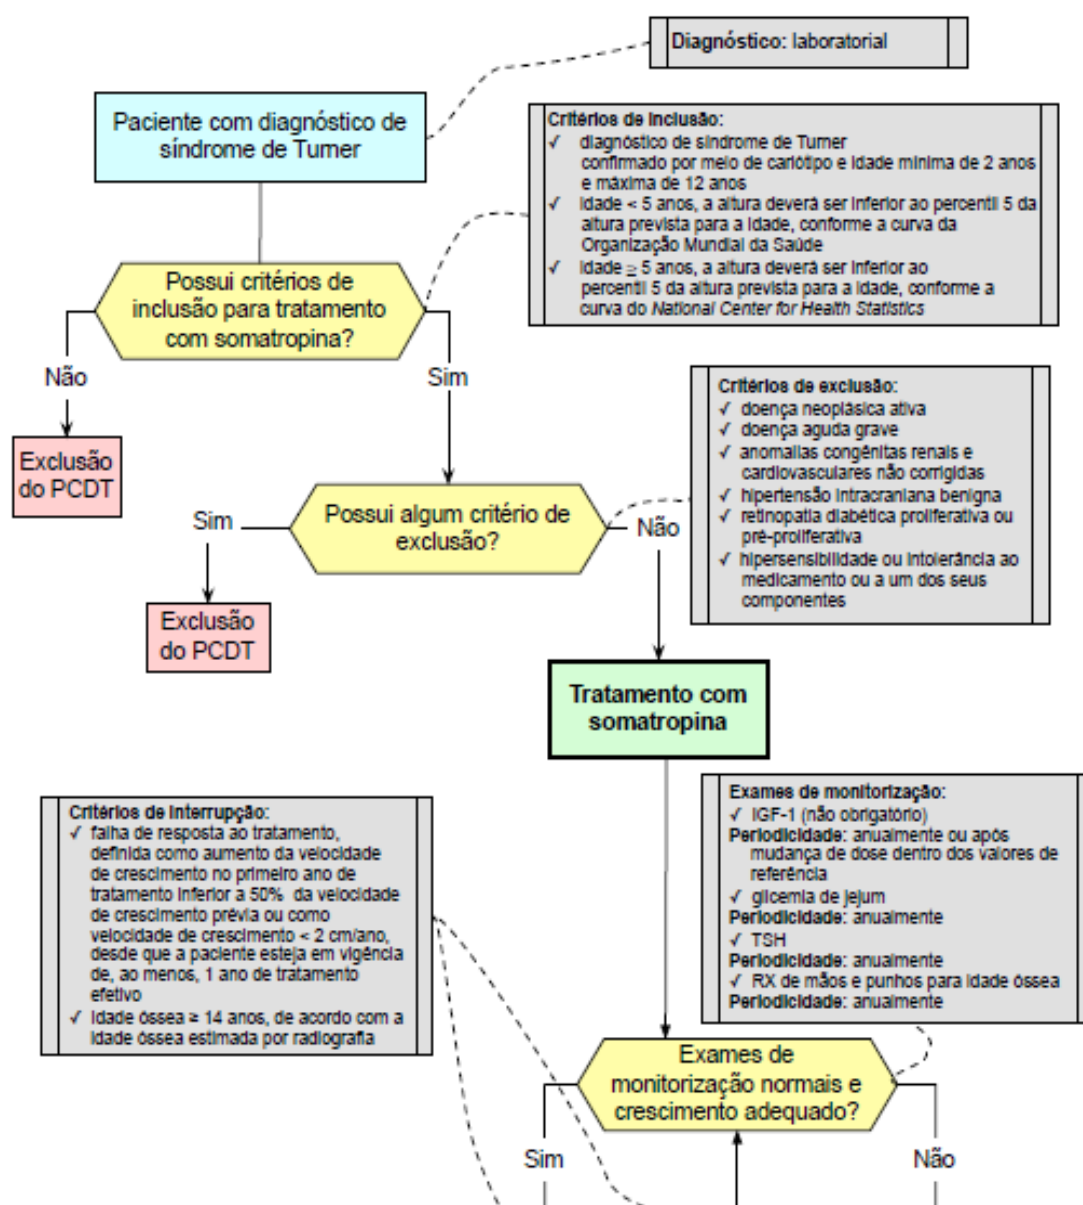 Diagnóstico: laboratorial
Paciente com diagnóstico de
síndrome de Turner
Critérios de inclusão:
√ diagnóstico de síndrome de Turner
confirmado por meio de cariótipo e idade mínima de 2 anos
e máxima de 12 anos
√ idade < 5 anos, a altura deverá ser inferior ao percentil 5 da
altura prevista para a idade, conforme a curva da
Organização Mundial da Saúde
√ idade ≥ 5 anos, a altura deverá ser inferior ao
percentil 5 da altura prevista para a idade, conforme a
curva do National Center for Health Statistics
Possui critérios de
inclusão para tratamento
com somatropina?
Não
Sim
Exclusão
do PCDT
Critérios de exclusão:
√ doença neoplásica ativa
√ doença aguda grave
√ anomalias congênitas renais e
cardiovasculares não corrigidas
√ hipertensão intracraniana benigna
√ retinopatia diabética proliferativa ou
pré-proliferativa
√ hipersensibilidade ou intolerância ao
medicamento ou a um dos seus
componentes
Possui algum critério de
exclusão?
Sim
Não
Exclusão
do PCDT
Tratamento com
somatropina
Critérios de interrupção:
√ falha de resposta ao tratamento,
definida como aumento da velocidade
de crescimento no primeiro ano de
tratamento inferior a 50% da velocidade
de crescimento prévia ou como
velocidade de crescimento < 2 cm/ano,
desde que a paciente esteja em vigência
de, ao menos, 1 ano de tratamento
efetivo
√ idade óssea ≥ 14 anos, de acordo com a
idade óssea estimada por radiografia
Exames de monitorização:
√ IGF-1 (não obrigatório)
Periodicidade: anualmente ou após
mudança de dose dentro dos valores de
referência
√ glicemia de jejum
Periodicidade: anualmente
√ TSH
Periodicidade: anualmente
√ RX de mãos e punhos para idade óssea
Periodicidade: anualmente
Exames de
monitorização normais e
crescimento adequado?
Sim
Não